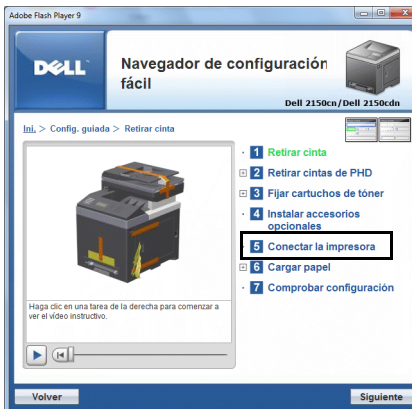 Adobe Flash Player 9
DELL
Navegador de configuración
fácil
Dell 2150cn/Dell 2150cdn
Ini. > Config. guiada > Retirar cinta
1 Retirar cinta
2 Retirar cintas de PHD
3 Fijar cartuchos de tóner
4 Instalar accesorios
opcionales
5 Conectar la impresora
6 Cargar papel
7 Comprobar configuración
Haga clic en una tarea de la derecha para comenzar a
ver el vídeo instructivo.
Volver
Siguiente